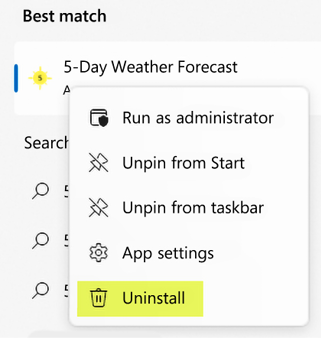 Best match
5
5-Day Weather Forecast
A
Search
Run as administrator
5
Unpin from Start
5
Unpin from taskbar
App settings
5
Uninstall